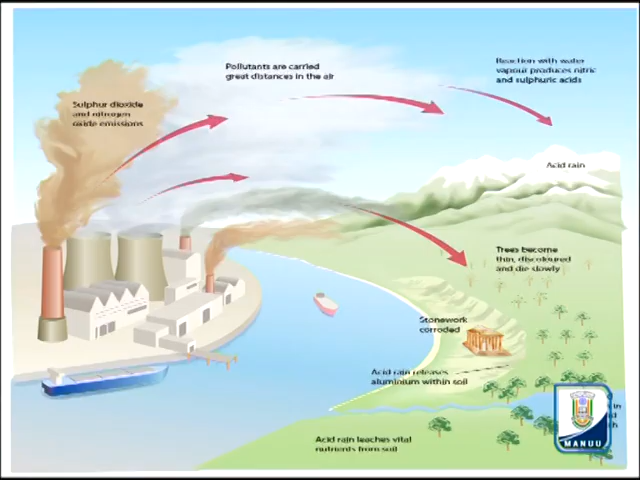 Pollutants are carried
great distances in the air
Reaction with water
vapour produces nitric
and sulphuric acids
Sulphur dioxide
and nitrogen
oxide emissions
Acid rain
Trees become
thin, discoloured
and die slowly
Stonework
corroded
Acid rain releases
aluminium within soil
in
MANUU
Acid rain leaches vital
nutrients from soil